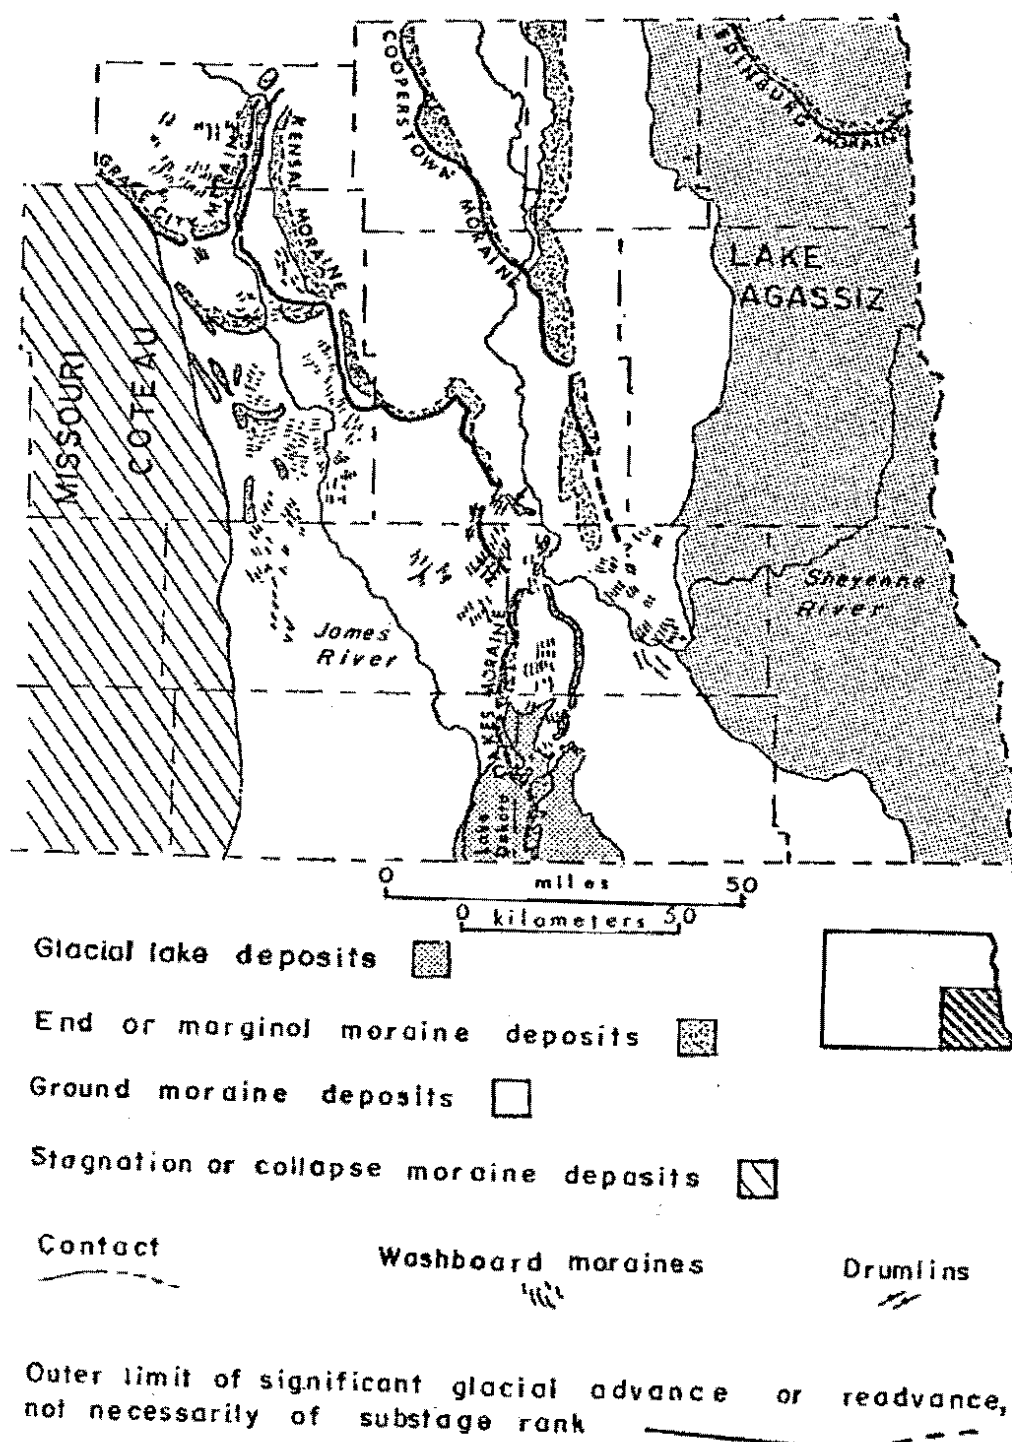 COOPERSTOWN
MORAINE
EDINBURG MORAINE
KENSAL
MORAINE
GRACE CITY MORAINE
LAKE
AGASSIZ
MISSOURI
COTEAU
Sheyenne
River
James
River
OAKES MORAINE
Lake
Dakota
0 miles 50
0 kilometers 50
Glacial lake deposits
End or marginal moraine deposits
Ground moraine deposits
Stagnation or collapse moraine deposits
Contact
Washboard moraines
Drumlins
Outer limit of significant glacial advance or readvance,
not necessarily of substage rank